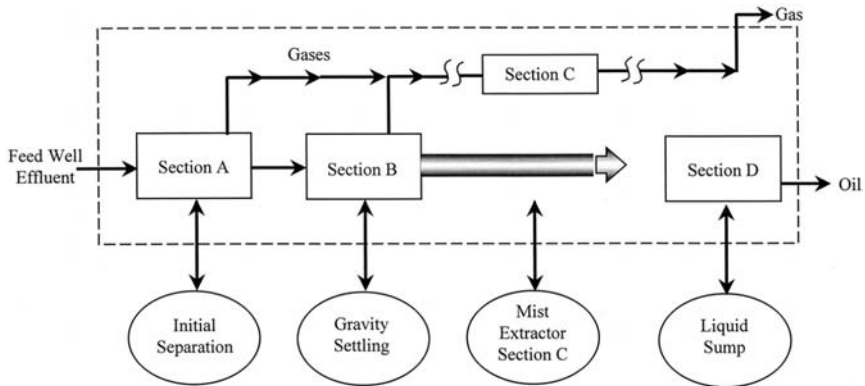 Gas
Gases
Section C
Feed Well
Effluent
Section A
Section B
Section D
Oil
Initial
Separation
Gravity
Settling
Mist
Extractor
Section C
Liquid
Sump